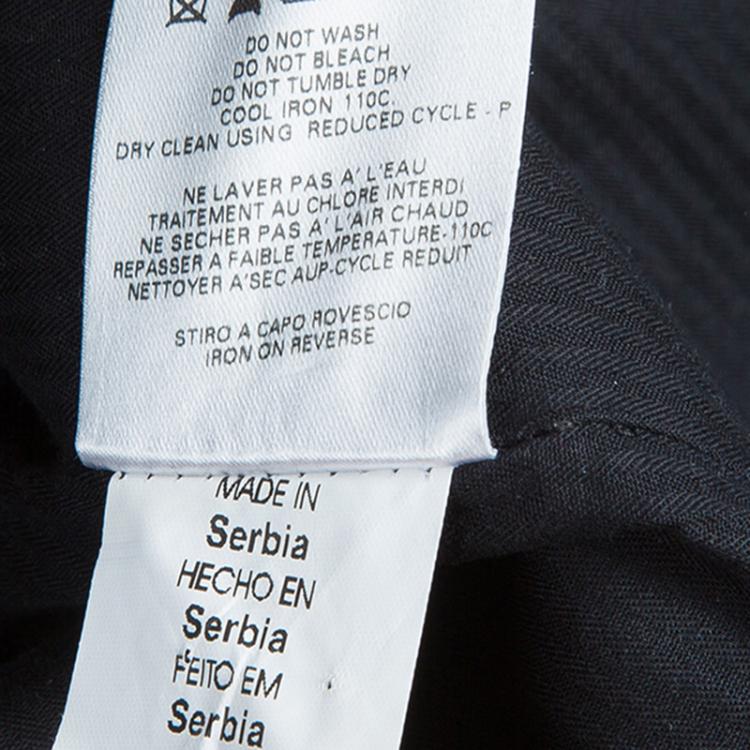 DO NOT WASH
DO NOT BLEACH
DO NOT TUMBLE DRY
COOL IRON 110C.
DRY CLEAN USING REDUCED CYCLE - P
NE LAVER PAS A' L'EAU
TRAITEMENT AU CHLORE INTERDI
NE SECHER PAS A' L'AIR CHAUD
REPASSER A FAIBLE TEMPERATURE-110C
NETTOYER A'SEC AUP-CYCLE REDUIT
STIRO A CAPO ROVESCIO
IRON ON REVERSE
MADE IN
Serbia
HECHO EN
Serbia
FEITO EM
Serbia